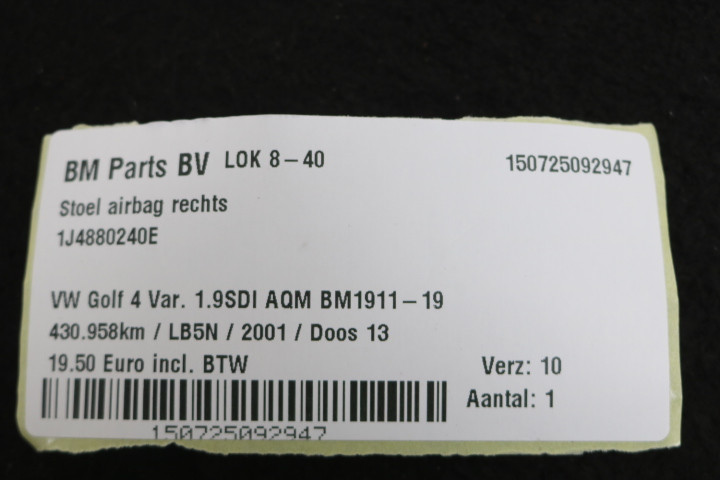 BM Parts BV LOK 8-40 150725092947
Stoel airbag rechts
1J4880240E
VW Golf 4 Var. 1.9SDI AQM BM1911-19
430.958km / LB5N / 2001 / Doos 13
19.50 Euro incl. BTW Verz: 10
Aantal: 1
150725092947